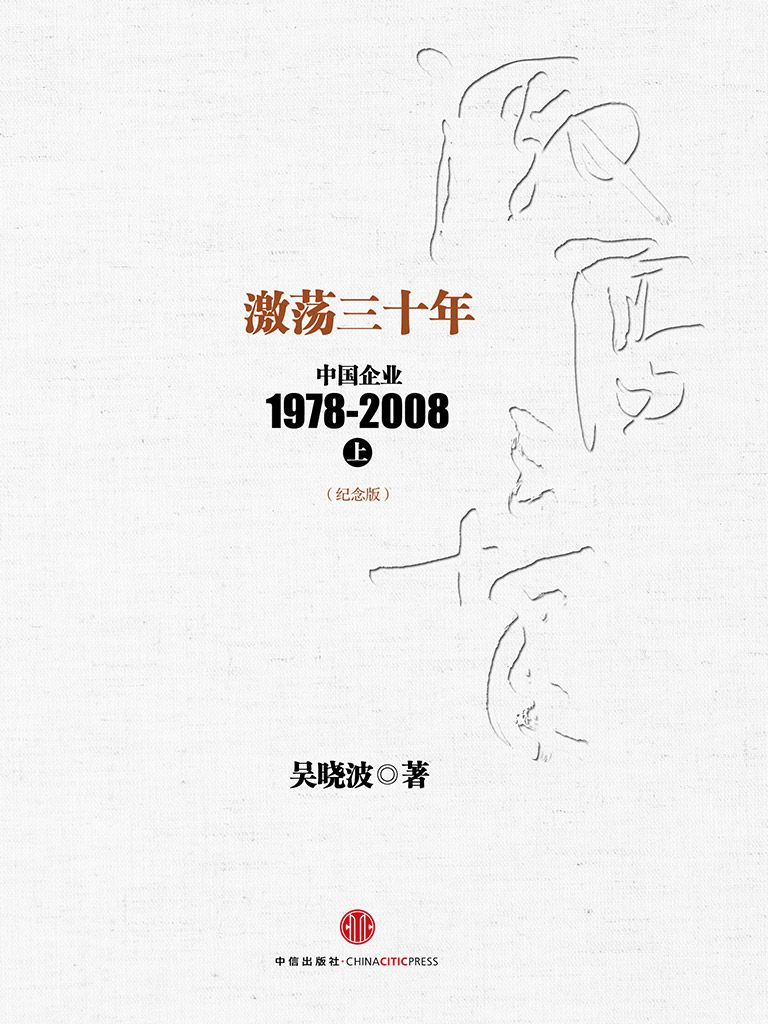 激荡三十年
中国企业
1978-2008
上
（纪念版）
吴晓波◎著
中信出版社·CHINACITICPRESS